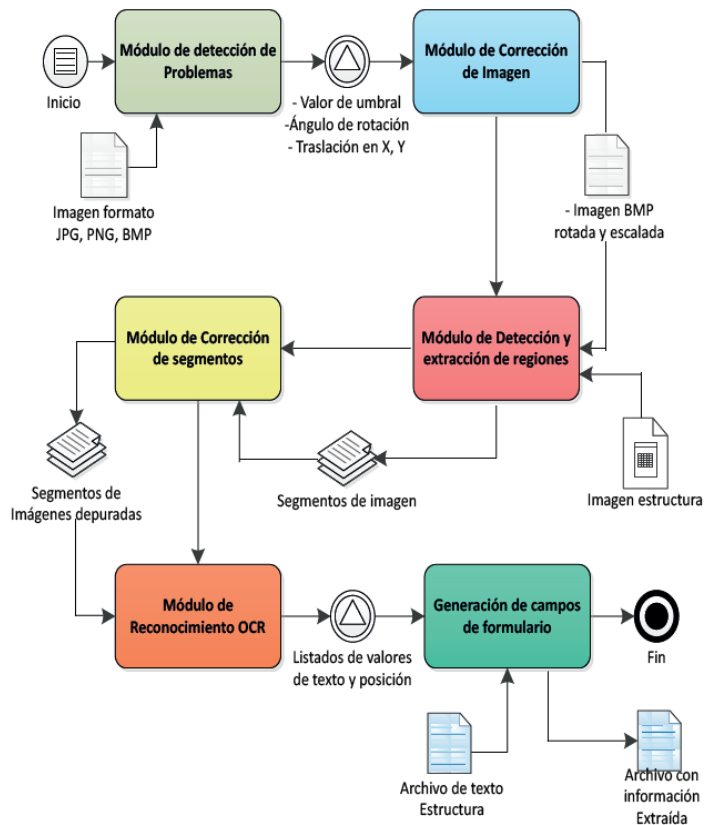 Módulo de detección de
Problemas
Módulo de Corrección
de Imagen
Inicio
- Valor de umbral
-Ángulo de rotación
- Traslación en X, Y
Imagen formato
JPG, PNG, BMP
- Imagen BMP
rotada y escalada
Módulo de Corrección
de segmentos
Módulo de Detección y
extracción de regiones
Segmentos de
Imágenes depuradas
Segmentos de imagen
Imagen estructura
Módulo de
Reconocimiento OCR
Generación de campos
de formulario
Listados de valores
de texto y posición
Fin
Archivo de texto
Estructura
Archivo con
información
Extraída